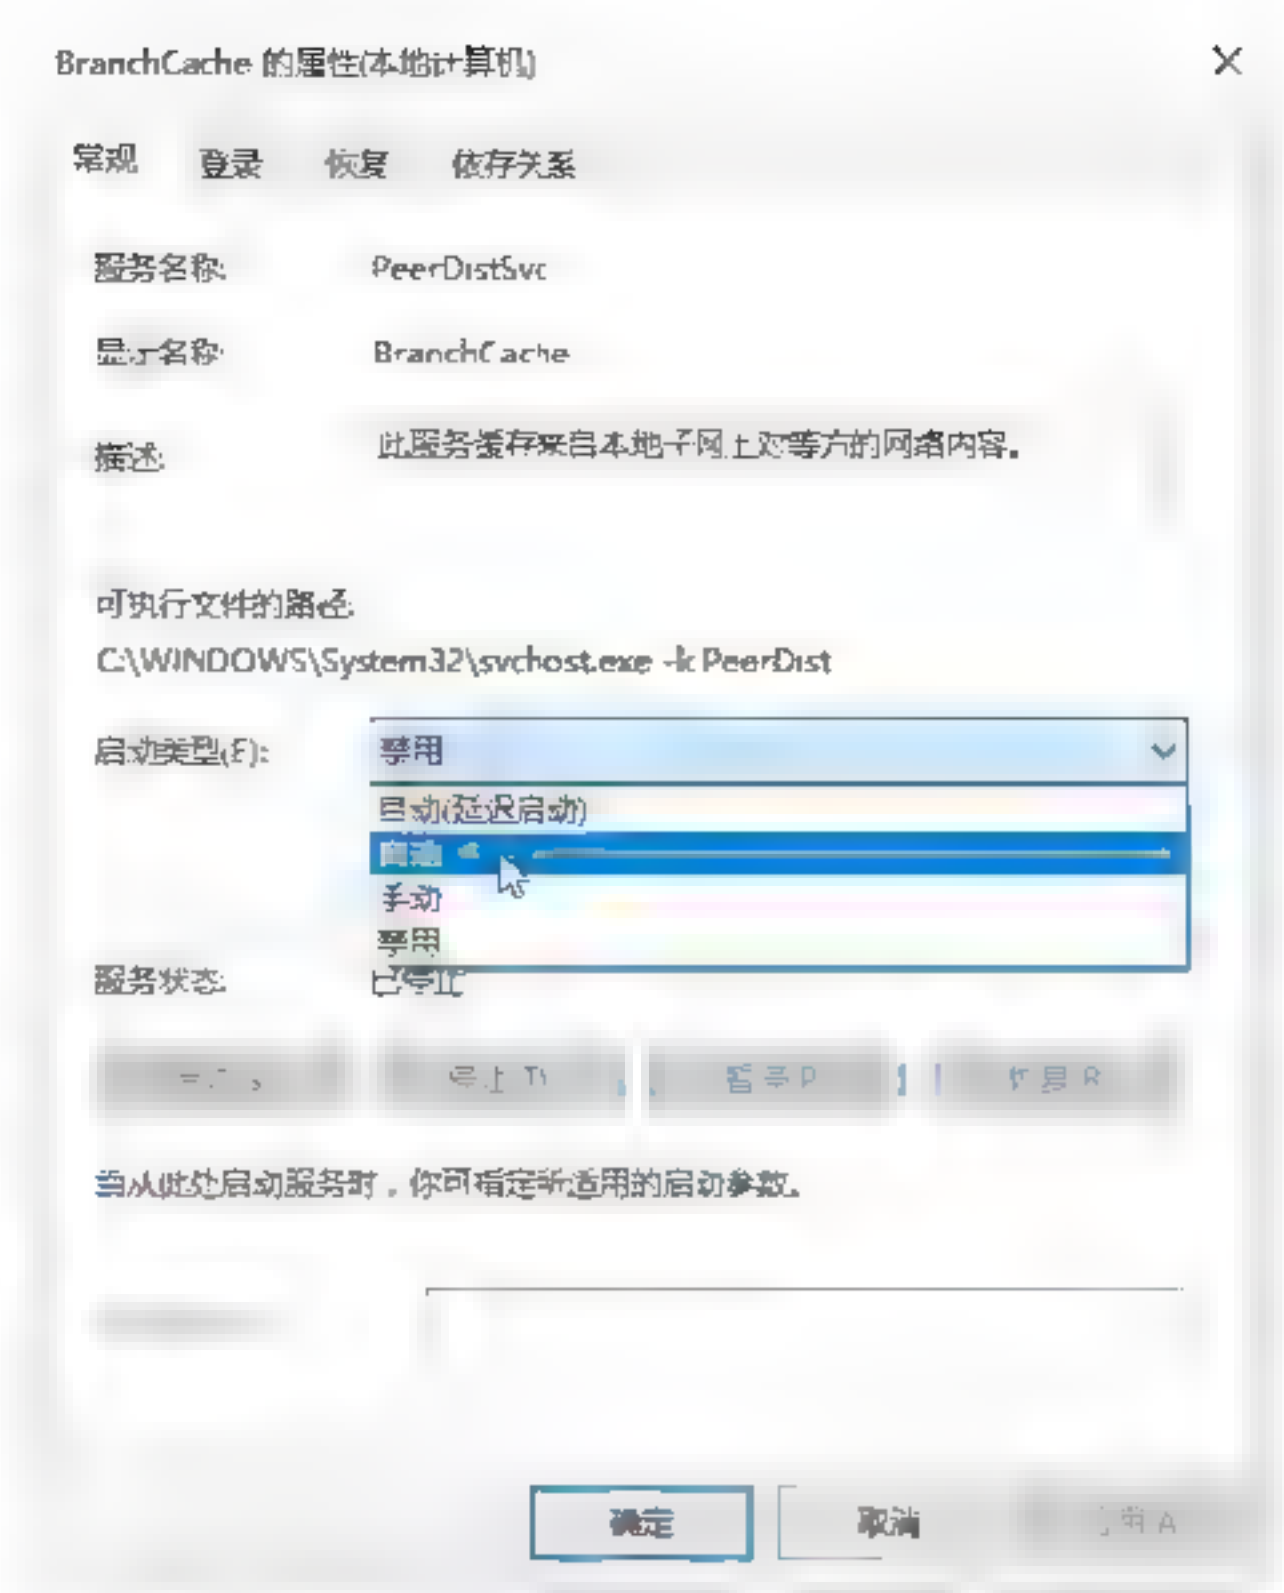 BranchCache 的属性(本地计算机)
常规 登录 恢复 依存关系
服务名称: PeerDistSvc
显示名称: BranchCache
描述: 此服务缓存来自本地子网上对等方的网络内容。
可执行文件的路径:
C:\WINDOWS\System32\svchost.exe -k PeerDist
启动类型(E): 禁用
自动(延迟启动)
自动
手动
禁用
服务状态: 已停止
停止 暂停 恢复
当从此处启动服务时，你可指定所适用的启动参数。
确定 取消